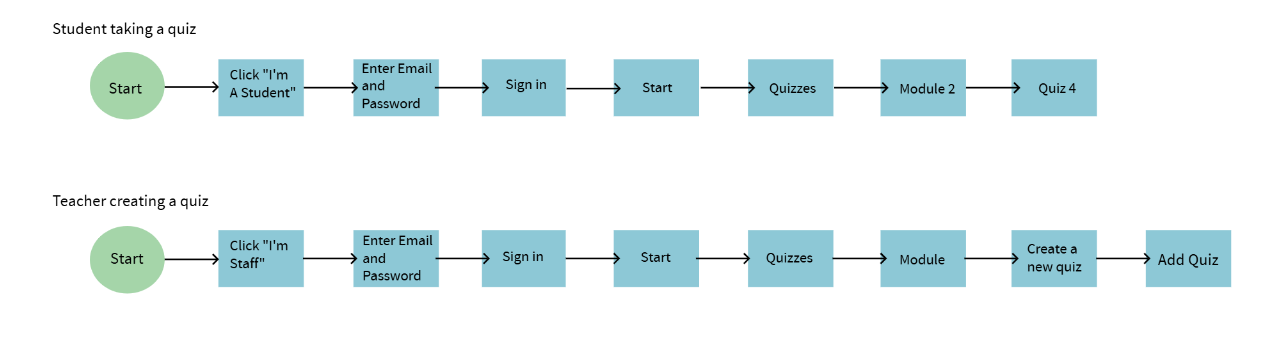 Student taking a quiz
Start
Click "I'm
A Student"
Enter Email
and
Password
Sign in
Start
Quizzes
Module 2
Quiz 4
Teacher creating a quiz
Start
Click "I'm
Staff"
Enter Email
and
Password
Sign in
Start
Quizzes
Module
Create a
new quiz
Add Quiz